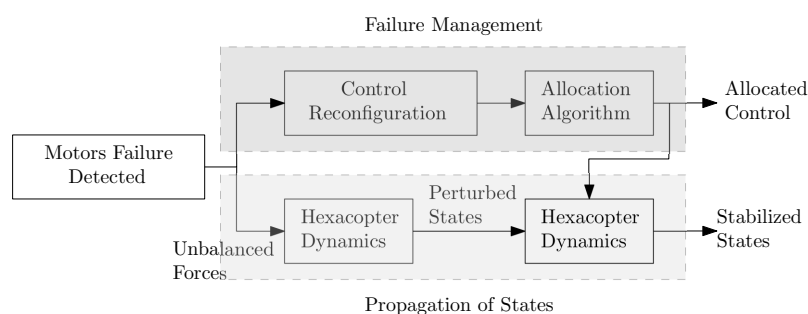 Failure Management
Control
Reconfiguration
Allocation
Algorithm
Allocated
Control
Motors Failure
Detected
Perturbed
States
Hexacopter
Dynamics
Hexacopter
Dynamics
Stabilized
States
Unbalanced
Forces
Propagation of States